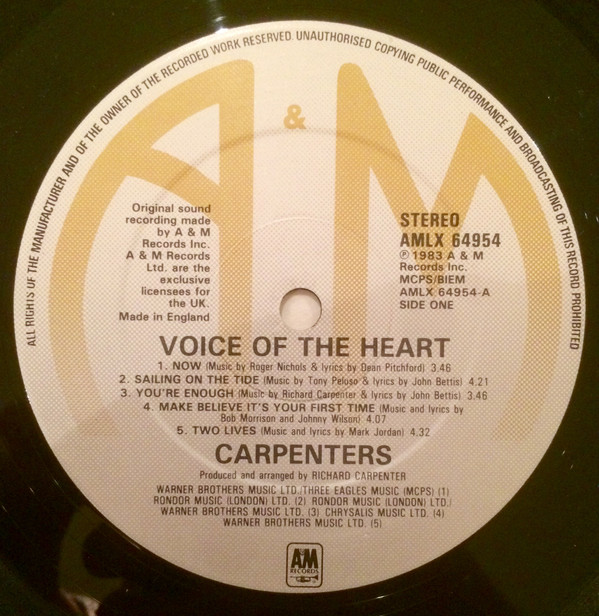 ALL RIGHTS OF THE MANUFACTURER AND OF THE OWNER OF THE RECORDED WORK RESERVED. UNAUTHORISED COPYING PUBLIC PERFORMANCE AND BROADCASTING OF THIS RECORD PROHIBITED
A & M
Original sound
recording made
by A & M
Records Inc.
A & M Records
Ltd. are the
exclusive
licensees for
the UK.
Made in England
STEREO
AMLX 64954
℗ 1983 A & M
Records Inc.
MCPS/BIEM
AMLX 64954-A
SIDE ONE
VOICE OF THE HEART
1. NOW (Music by Roger Nichols & lyrics by Dean Pitchford) 3.46
2. SAILING ON THE TIDE (Music by Tony Peluso & lyrics by John Bettis) 4.21
3. YOU'RE ENOUGH (Music by Richard Carpenter & lyrics by John Bettis) 3.46
4. MAKE BELIEVE IT'S YOUR FIRST TIME (Music and lyrics by
Bob Morrison and Johnny Wilson) 4.07
5. TWO LIVES (Music and lyrics by Mark Jordan) 4.32
CARPENTERS
Produced and arranged by RICHARD CARPENTER
WARNER BROTHERS MUSIC LTD./THREE EAGLES MUSIC (MCPS) (1)
RONDOR MUSIC (LONDON) LTD. (2) RONDOR MUSIC (LONDON) LTD./
WARNER BROTHERS MUSIC LTD. (3) CHRYSALIS MUSIC LTD. (4)
WARNER BROTHERS MUSIC LTD. (5)
A&M
RECORDS